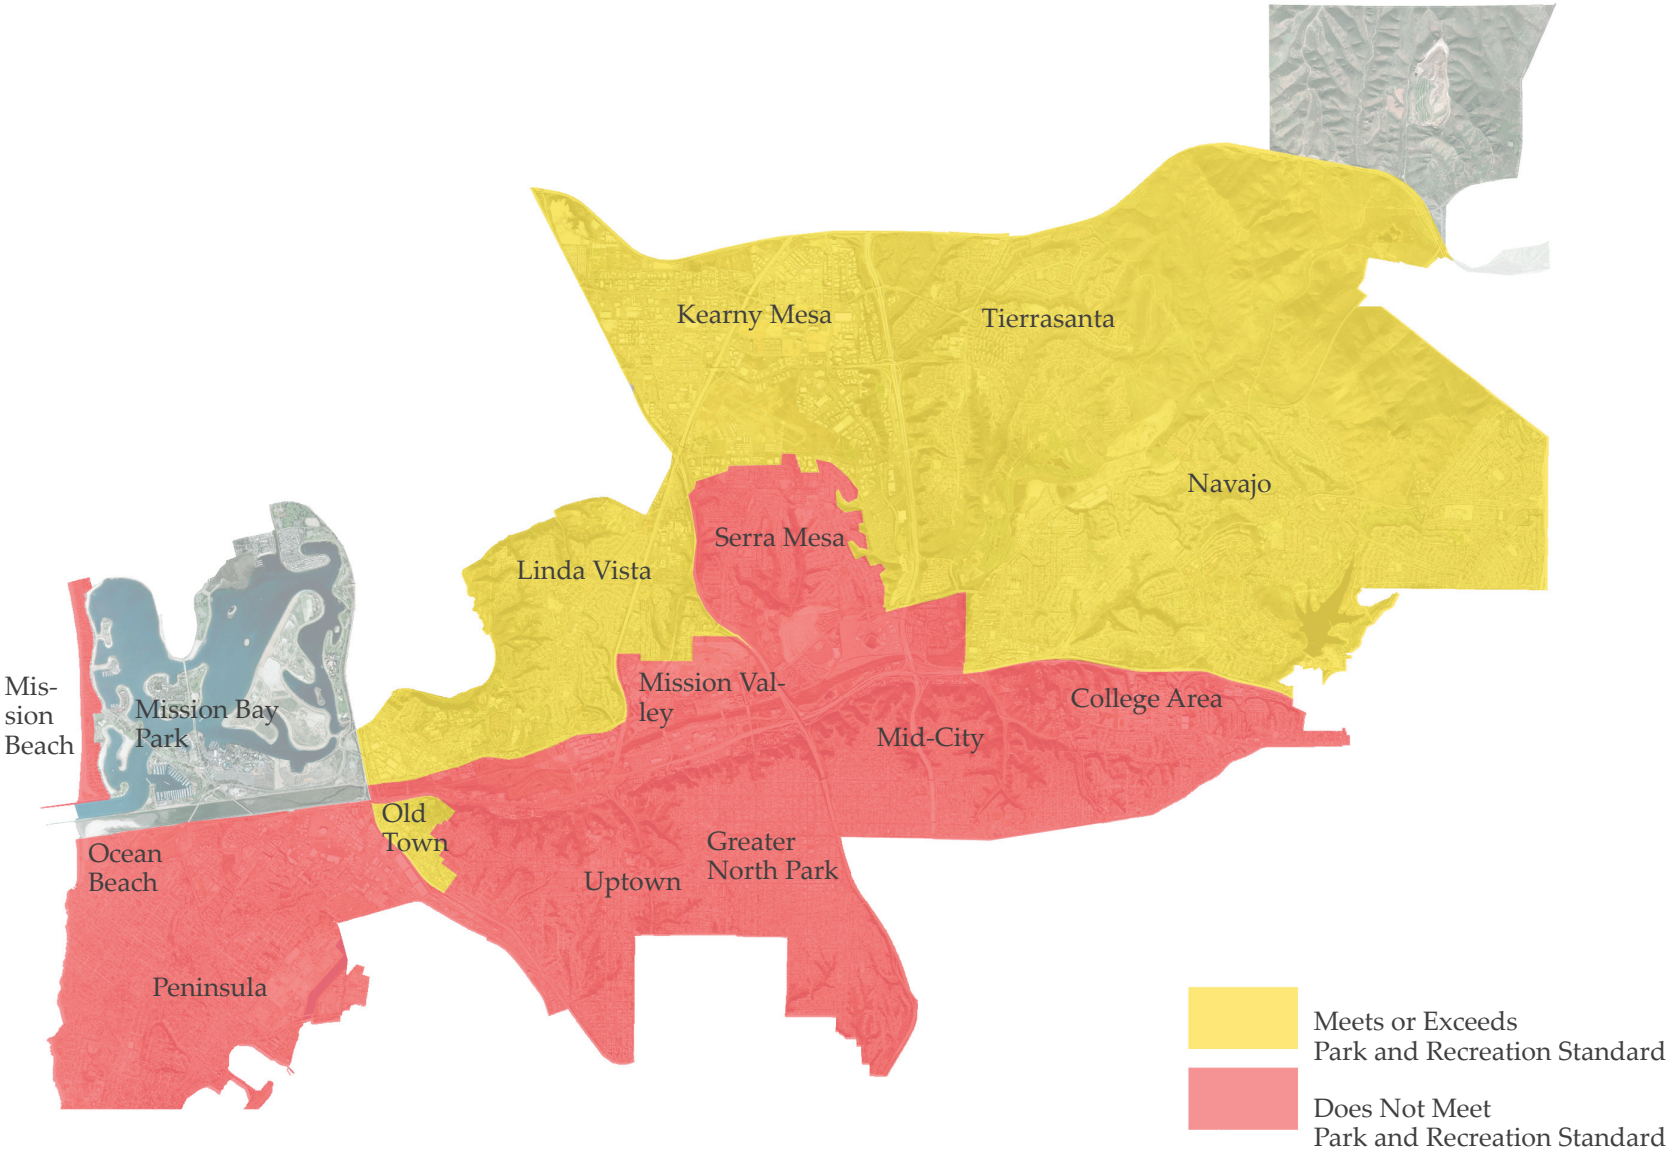 Kearny Mesa
Tierrasanta
Navajo
Serra Mesa
Linda Vista
Mis-
sion
Beach
Mission Bay
Park
Mission Val-
ley
College Area
Mid-City
Old
Town
Ocean
Beach
Greater
North Park
Uptown
Peninsula
Meets or Exceeds
Park and Recreation Standard
Does Not Meet
Park and Recreation Standard